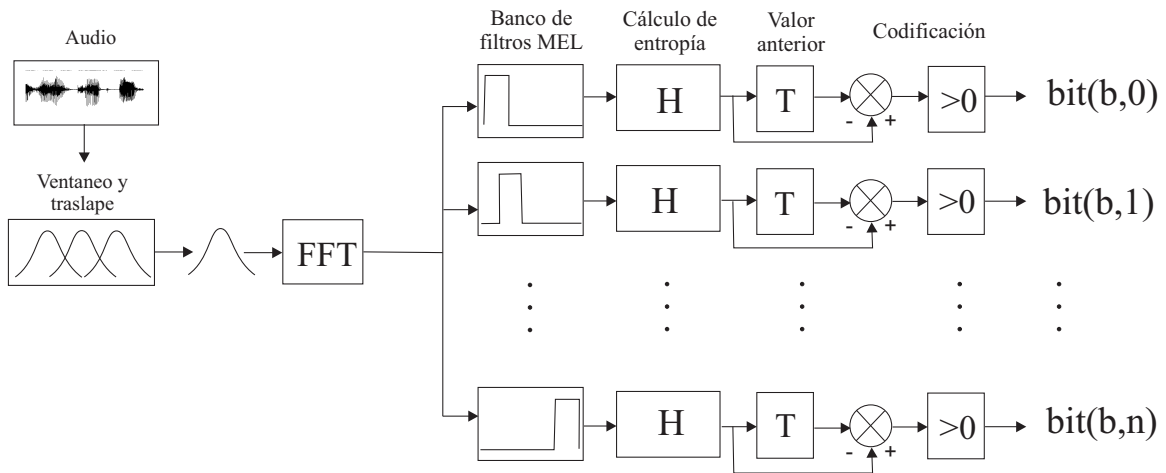 Audio
Ventaneo y
traslape
FFT
Banco de
filtros MEL
Cálculo de
entropía
Valor
anterior
Codificación
H
T
- +
>0
bit(b,0)
H
T
- +
>0
bit(b,1)
H
T
- +
>0
bit(b,n)